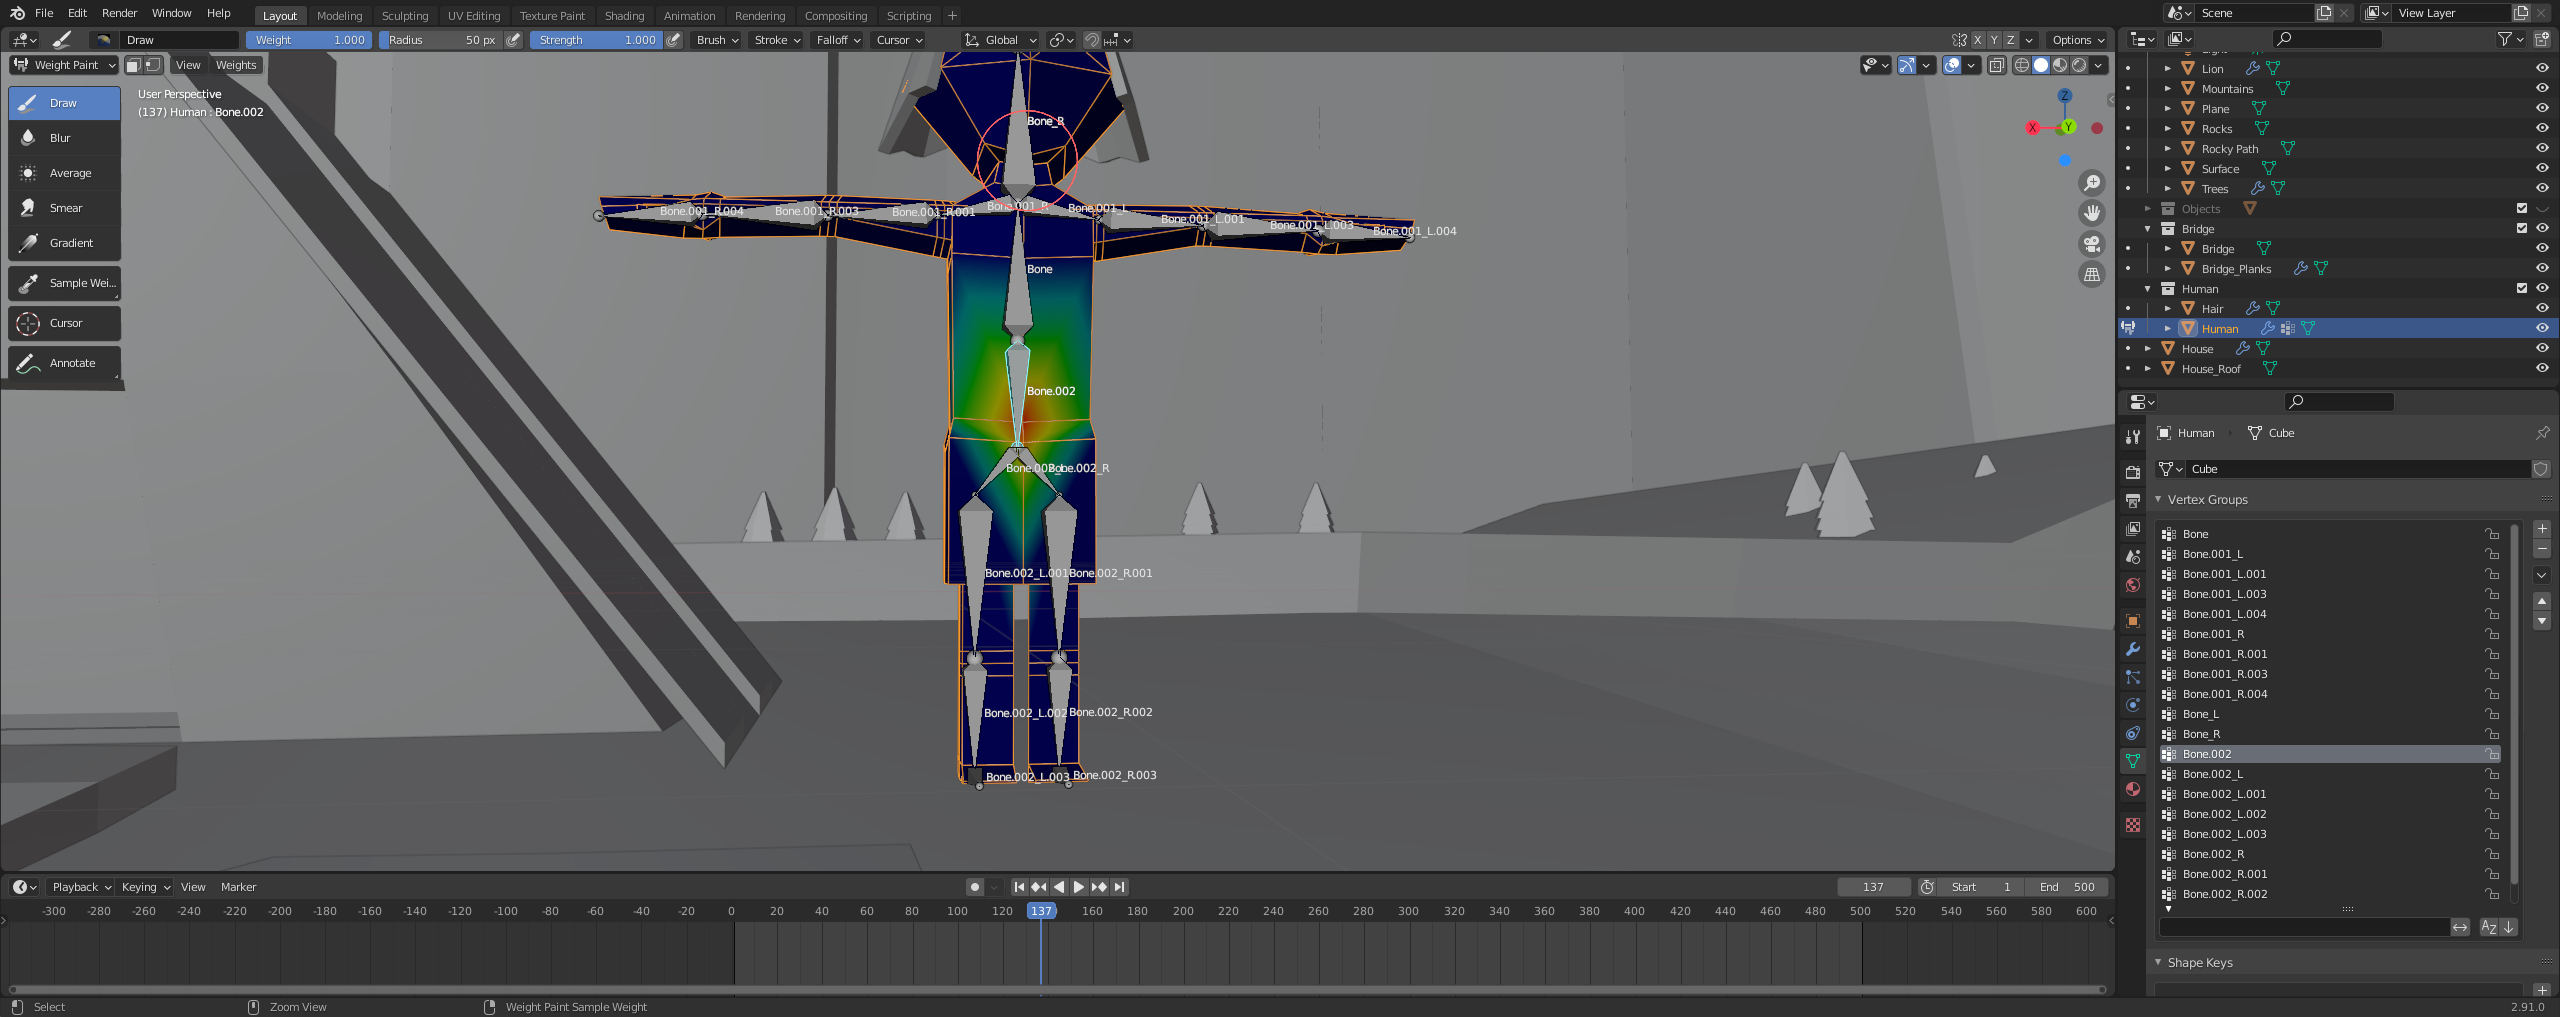 File Edit Render Window Help Layout Modeling Sculpting UV Editing Texture Paint Shading Animation Rendering Compositing Scripting + Scene View Layer
Draw Weight 1.000 Radius 50 px Strength 1.000 Brush Stroke Falloff Cursor Global X Y Z Options
Weight Paint View Weights
User Perspective
(137) Human : Bone.002
Draw
Blur
Average
Smear
Gradient
Sample Wei...
Cursor
Annotate
Z
X Y
Bone_R
Bone.001_R.004 Bone.001_R.003 Bone.001_R.001 Bone.001_R Bone.001_L Bone.001_L.001 Bone.001_L.003 Bone.001_L.004
Bone
Bone.002
Bone.002_L Bone.002_R
Bone.002_L.001 Bone.002_R.001
Bone.002_L.002 Bone.002_R.002
Bone.002_L.003 Bone.002_R.003
Lion
Mountains
Plane
Rocks
Rocky Path
Surface
Trees
Objects
Bridge
Bridge
Bridge_Planks
Human
Hair
Human
House
House_Roof
Human Cube
Cube
Vertex Groups
Bone
Bone.001_L
Bone.001_L.001
Bone.001_L.003
Bone.001_L.004
Bone.001_R
Bone.001_R.001
Bone.001_R.003
Bone.001_R.004
Bone_L
Bone_R
Bone.002
Bone.002_L
Bone.002_L.001
Bone.002_L.002
Bone.002_L.003
Bone.002_R
Bone.002_R.001
Bone.002_R.002
Shape Keys
Playback Keying View Marker 137 Start 1 End 500
-300 -280 -260 -240 -220 -200 -180 -160 -140 -120 -100 -80 -60 -40 -20 0 20 40 60 80 100 120 137 160 180 200 220 240 260 280 300 320 340 360 380 400 420 440 460 480 500 520 540 560 580 600
Select Zoom View Weight Paint Sample Weight 2.91.0